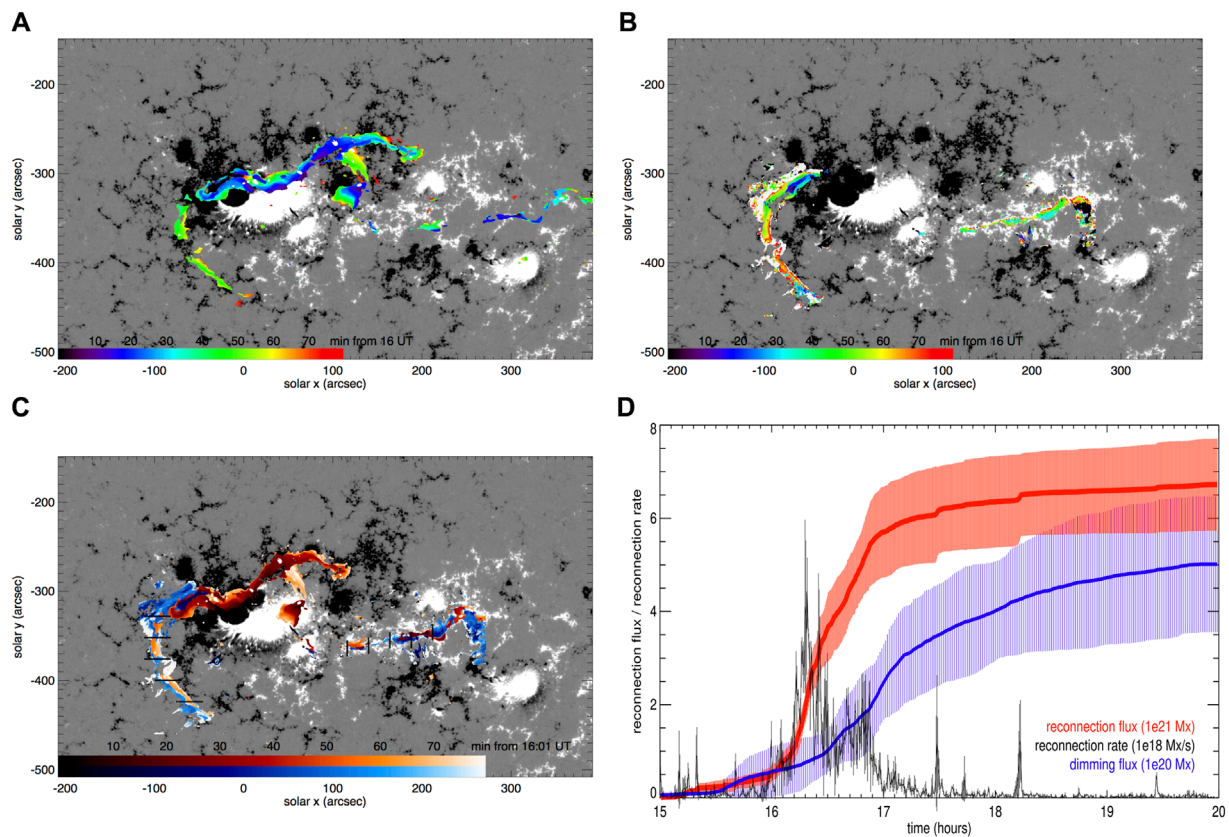 A
-200
-300
-400
-500
solar y (arcsec)
10 20 30 40 50 60 70 min from 16 UT
-200 -100 0 100 200 300
solar x (arcsec)
B
-200
-300
-400
-500
solar y (arcsec)
10 20 30 40 50 60 70 min from 16 UT
-200 -100 0 100 200 300
solar x (arcsec)
C
-200
-300
-400
-500
solar y (arcsec)
10 20 30 40 50 60 70 min from 16:01 UT
-200 -100 0 100 200 300
solar x (arcsec)
D
8
6
4
2
0
reconnection flux / reconnection rate
reconnection flux (1e21 Mx)
reconnection rate (1e18 Mx/s)
dimming flux (1e20 Mx)
15 16 17 18 19 20
time (hours)